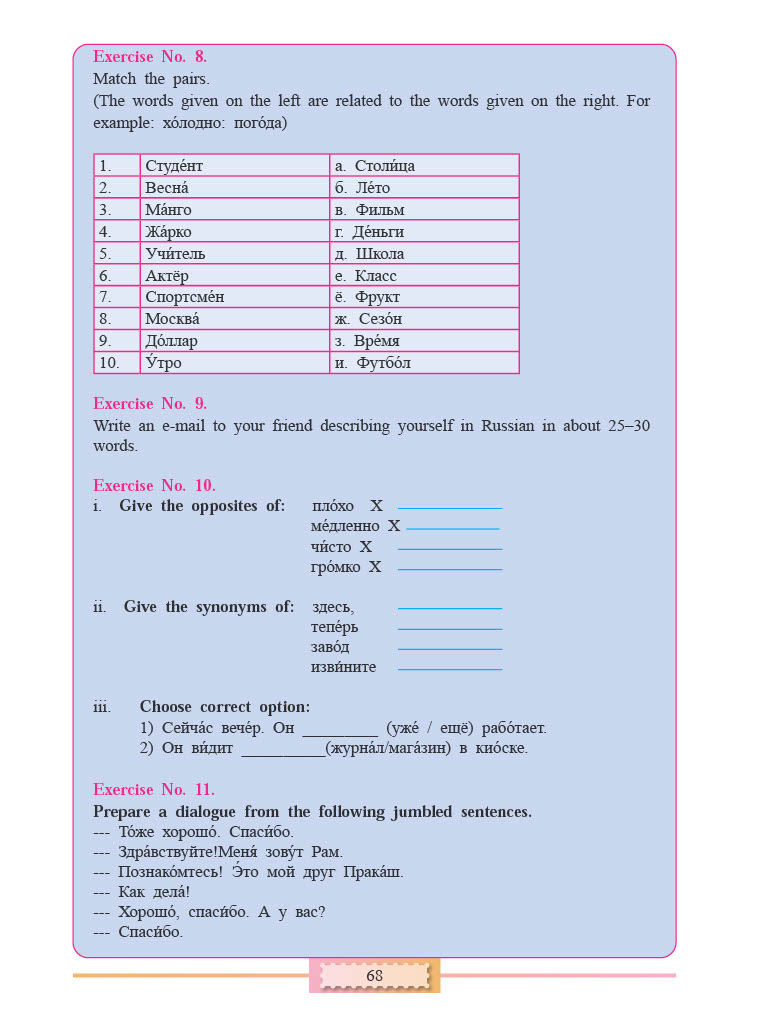 Exercise No. 8.
Match the pairs.
(The words given on the left are related to the words given on the right. For
example: хо́лодно: пого́да)
1. Студе́нт а. Столи́ца
2. Весна́ б. Ле́то
3. Ма́нго в. Фильм
4. Жа́рко г. Де́ньги
5. Учи́тель д. Школа
6. Актёр е. Класс
7. Спортсме́н ё. Фрукт
8. Москва́ ж. Сезо́н
9. До́ллар з. Вре́мя
10. У́тро и. Футбо́л
Exercise No. 9.
Write an e-mail to your friend describing yourself in Russian in about 25–30
words.
Exercise No. 10.
i. Give the opposites of: пло́хо X ____________
ме́дленно X ____________
чи́сто X ____________
гро́мко X ____________
ii. Give the synonyms of: здесь, ____________
тепе́рь ____________
заво́д ____________
изви́ните ____________
iii. Choose correct option:
1) Сейча́с вече́р. Он _________ (уже́ / ещё) рабо́тает.
2) Он ви́дит __________(журна́л/мага́зин) в кио́ске.
Exercise No. 11.
Prepare a dialogue from the following jumbled sentences.
--- То́же хорошо́. Спаси́бо.
--- Здра́вствуйте!Меня́ зову́т Рам.
--- Познако́мтесь! Э́то мой друг Прака́ш.
--- Как дела́!
--- Хорошо́, спаси́бо. А у вас?
--- Спаси́бо.
68